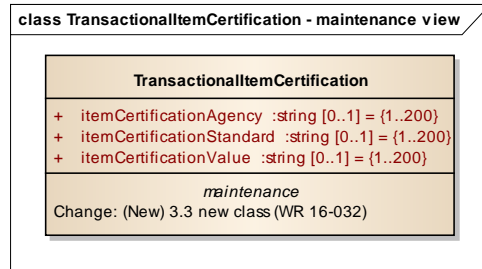 class TransactionalItemCertification - maintenance view
TransactionalItemCertification
+ itemCertificationAgency :string [0..1] = {1..200}
+ itemCertificationStandard :string [0..1] = {1..200}
+ itemCertificationValue :string [0..1] = {1..200}
maintenance
Change: (New) 3.3 new class (WR 16-032)